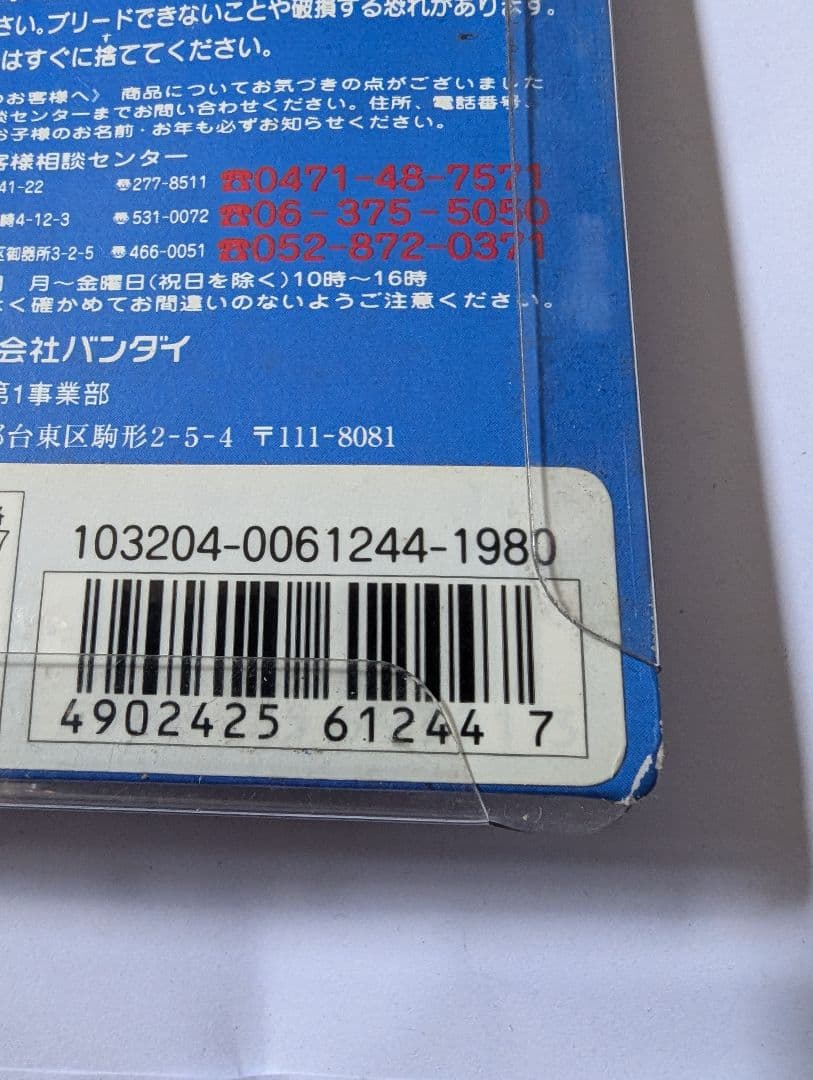 さい。ブリードできないことや破損する恐れがあります。
はすぐに捨ててください。
お客様へ》 商品についてお気づきの点がございました
談センターまでお問い合わせください。住所、電話番号、
お子様のお名前・お年も必ずお知らせください。
客様相談センター
41-22 〠277-8511 ☎0471-48-7571
崎4-12-3 〠531-0072 ☎06-375-5050
区御器所3-2-5 〠466-0051 ☎052-872-0371
月〜金曜日(祝日を除く)10時〜16時
く確かめてお間違いのないようご注意ください。
会社バンダイ
第1事業部
台東区駒形2-5-4 〒111-8081
103204-0061244-1980
4902425 61244 7